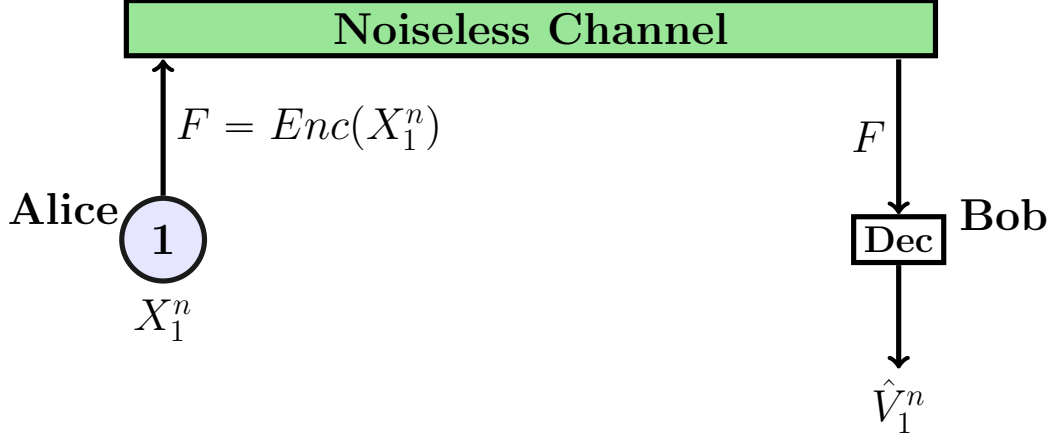 Noiseless Channel
$F = Enc(X_1^n)$
$F$
Alice
1
Dec
Bob
$X_1^n$
$\hat{V}_1^n$